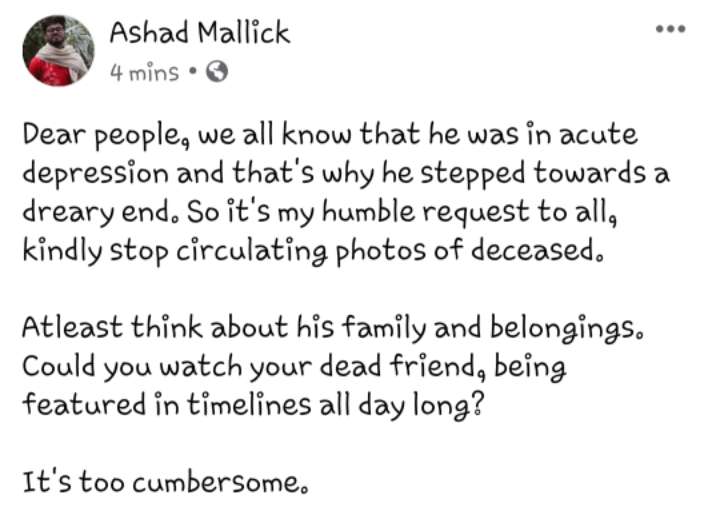 Ashad Mallick
4 mins •
Dear people, we all know that he was in acute
depression and that's why he stepped towards a
dreary end. So it's my humble request to all,
kindly stop circulating photos of deceased.
Atleast think about his family and belongings.
Could you watch your dead friend, being
featured in timelines all day long?
It's too cumbersome.